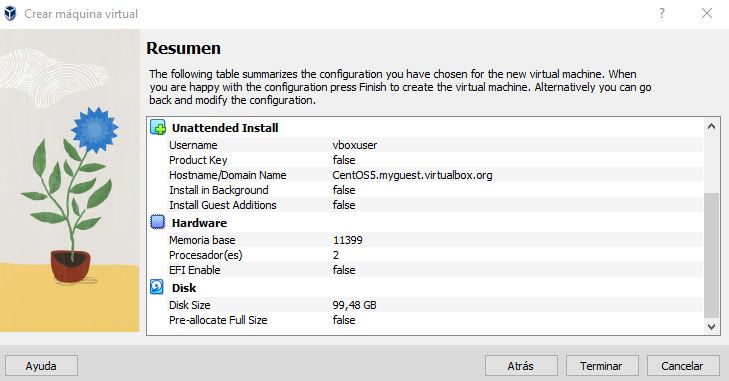 Crear máquina virtual
Resumen
The following table summarizes the configuration you have chosen for the new virtual machine. When
you are happy with the configuration press Finish to create the virtual machine. Alternatively you can go
back and modify the configuration.
Unattended Install
Username vboxuser
Product Key false
Hostname/Domain Name CentOS5.myguest.virtualbox.org
Install in Background false
Install Guest Additions false
Hardware
Memoria base 11399
Procesador(es) 2
EFI Enable false
Disk
Disk Size 99,48 GB
Pre-allocate Full Size false
Ayuda Atrás Terminar Cancelar